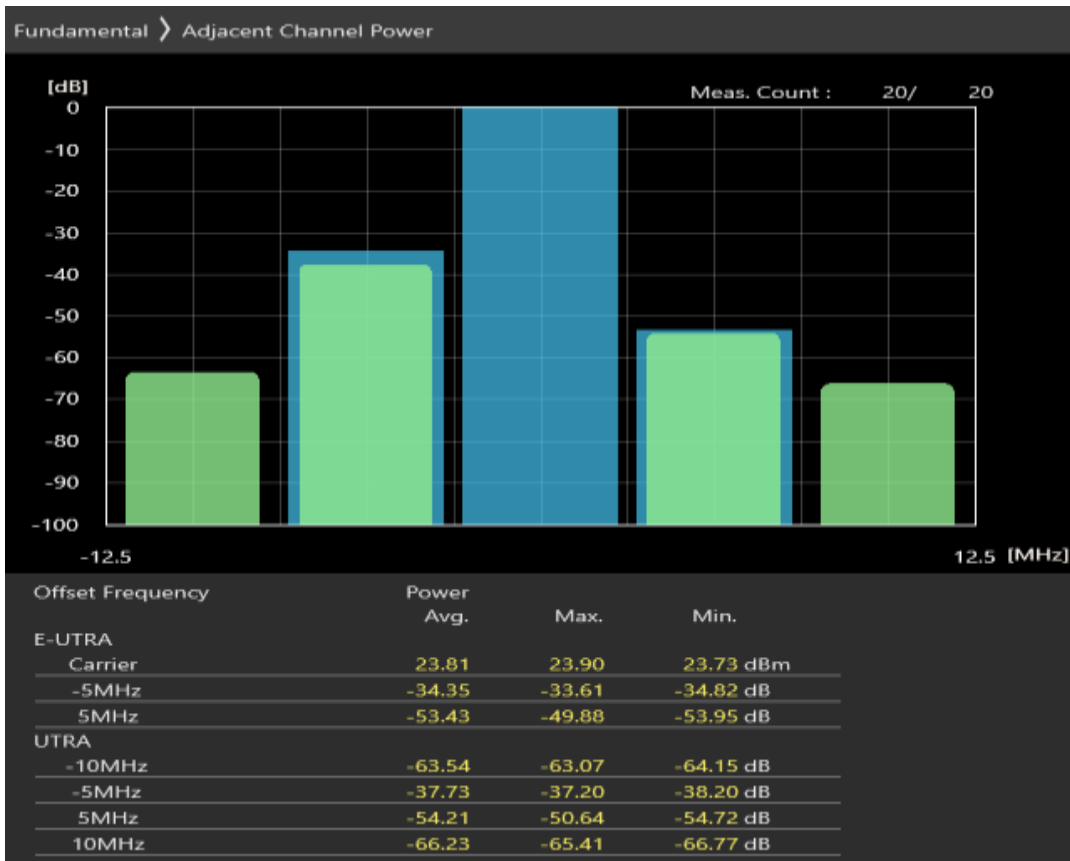 Fundamental ❯ Adjacent Channel Power
[dB]
Meas. Count : 20/ 20
0
-10
-20
-30
-40
-50
-60
-70
-80
-90
-100
-12.5 12.5 [MHz]
Offset Frequency Power
Avg. Max. Min.
E-UTRA
Carrier 23.81 23.90 23.73 dBm
-5MHz -34.35 -33.61 -34.82 dB
5MHz -53.43 -49.88 -53.95 dB
UTRA
-10MHz -63.54 -63.07 -64.15 dB
-5MHz -37.73 -37.20 -38.20 dB
5MHz -54.21 -50.64 -54.72 dB
10MHz -66.23 -65.41 -66.77 dB